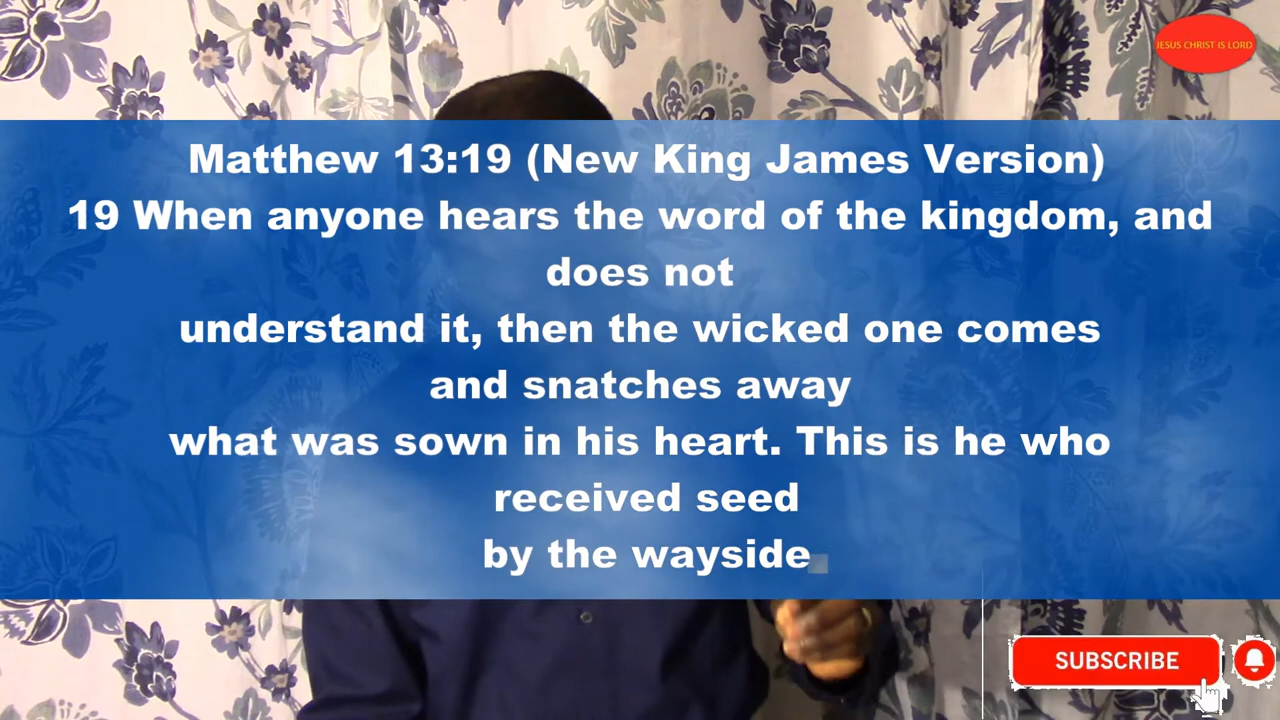 JESUS CHRIST IS LORD
Matthew 13:19 (New King James Version)
19 When anyone hears the word of the kingdom, and
does not
understand it, then the wicked one comes
and snatches away
what was sown in his heart. This is he who
received seed
by the wayside
SUBSCRIBE